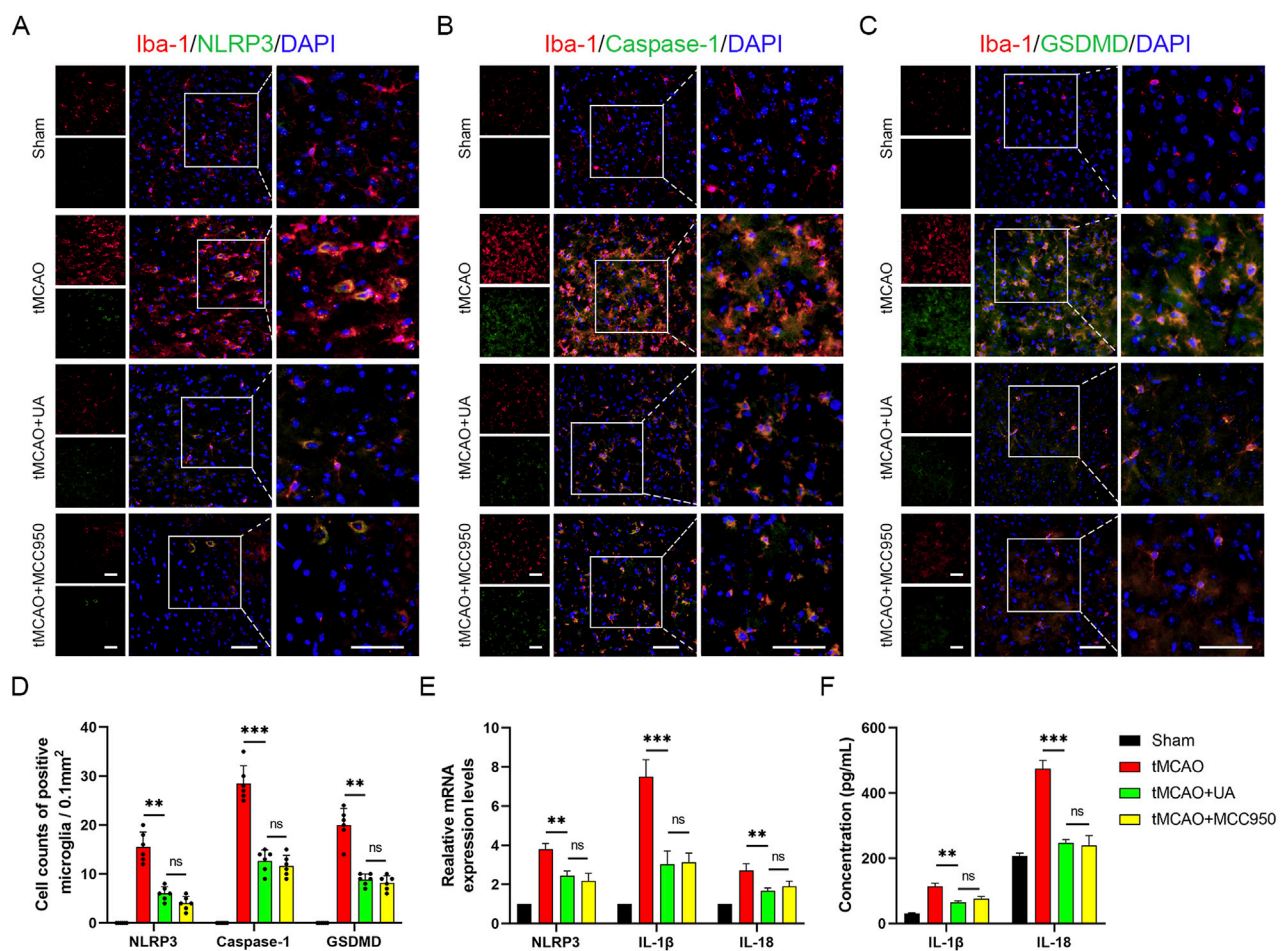 A
Iba-1/NLRP3/DAPI
Sham
tMCAO
tMCAO+UA
tMCAO+MCC950
B
Iba-1/Caspase-1/DAPI
Sham
tMCAO
tMCAO+UA
tMCAO+MCC950
C
Iba-1/GSDMD/DAPI
Sham
tMCAO
tMCAO+UA
tMCAO+MCC950
D
Cell counts of positive
microglia / 0.1mm²
40
30
20
10
0
**
ns
***
ns
**
ns
NLRP3
Caspase-1
GSDMD
E
Realative mRNA
expression levels
10
8
6
4
2
0
**
ns
***
ns
**
ns
NLRP3
IL-1β
IL-18
F
Concentration (pg/mL)
600
400
200
0
**
ns
***
ns
IL-1β
IL-18
Sham
tMCAO
tMCAO+UA
tMCAO+MCC950